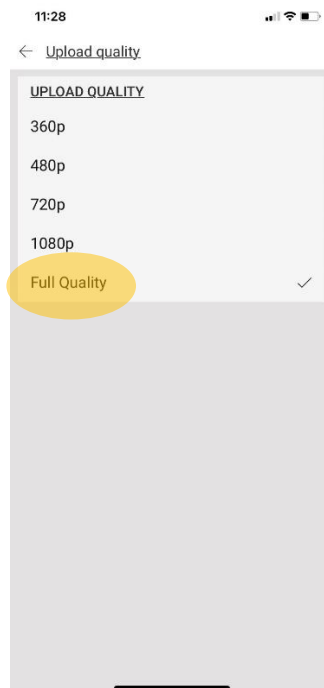 11:28
Upload quality
UPLOAD QUALITY
360p
480p
720p
1080p
Full Quality